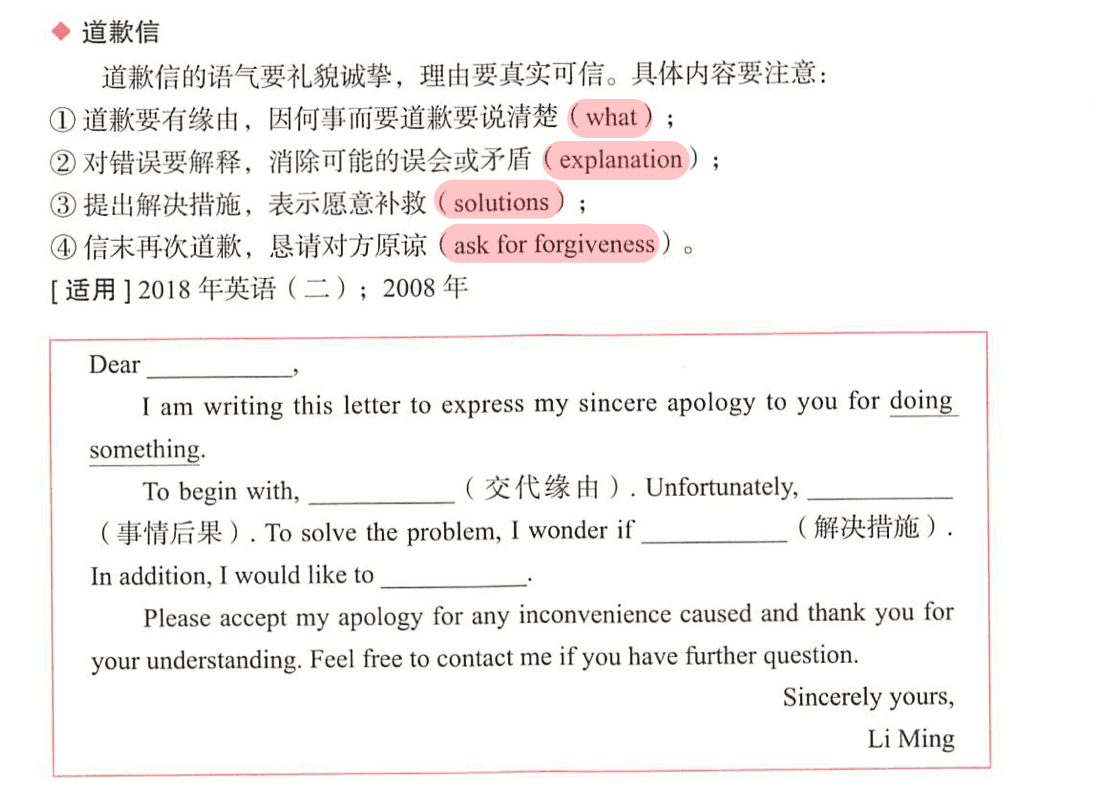 ◆ 道歉信
道歉信的语气要礼貌诚挚，理由要真实可信。具体内容要注意：
① 道歉要有缘由，因何事而要道歉要说清楚（what）；
② 对错误要解释，消除可能的误会或矛盾（explanation）；
③ 提出解决措施，表示愿意补救（solutions）；
④ 信末再次道歉，恳请对方原谅（ask for forgiveness）。
[ 适用 ] 2018 年英语（二）；2008 年
Dear ___________,
I am writing this letter to express my sincere apology to you for doing
something.
To begin with, ___________（交代缘由）. Unfortunately, ___________
（事情后果）. To solve the problem, I wonder if ___________（解决措施）.
In addition, I would like to ___________.
Please accept my apology for any inconvenience caused and thank you for
your understanding. Feel free to contact me if you have further question.
Sincerely yours,
Li Ming